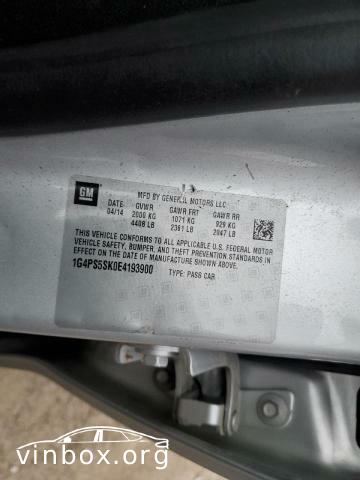 GM
MFD BY GENERAL MOTORS LLC
DATE GVWR GAWR FRT GAWR RR
04/14 2000 KG 1071 KG 929 KG
4408 LB 2361 LB 2047 LB
THIS VEHICLE CONFORMS TO ALL APPLICABLE U.S. FEDERAL MOTOR
VEHICLE SAFETY, BUMPER, AND THEFT PREVENTION STANDARDS IN
EFFECT ON THE DATE OF MANUFACTURE SHOWN ABOVE.
1G4PS5SK0E4193900
TYPE: PASS CAR
vinbox.org